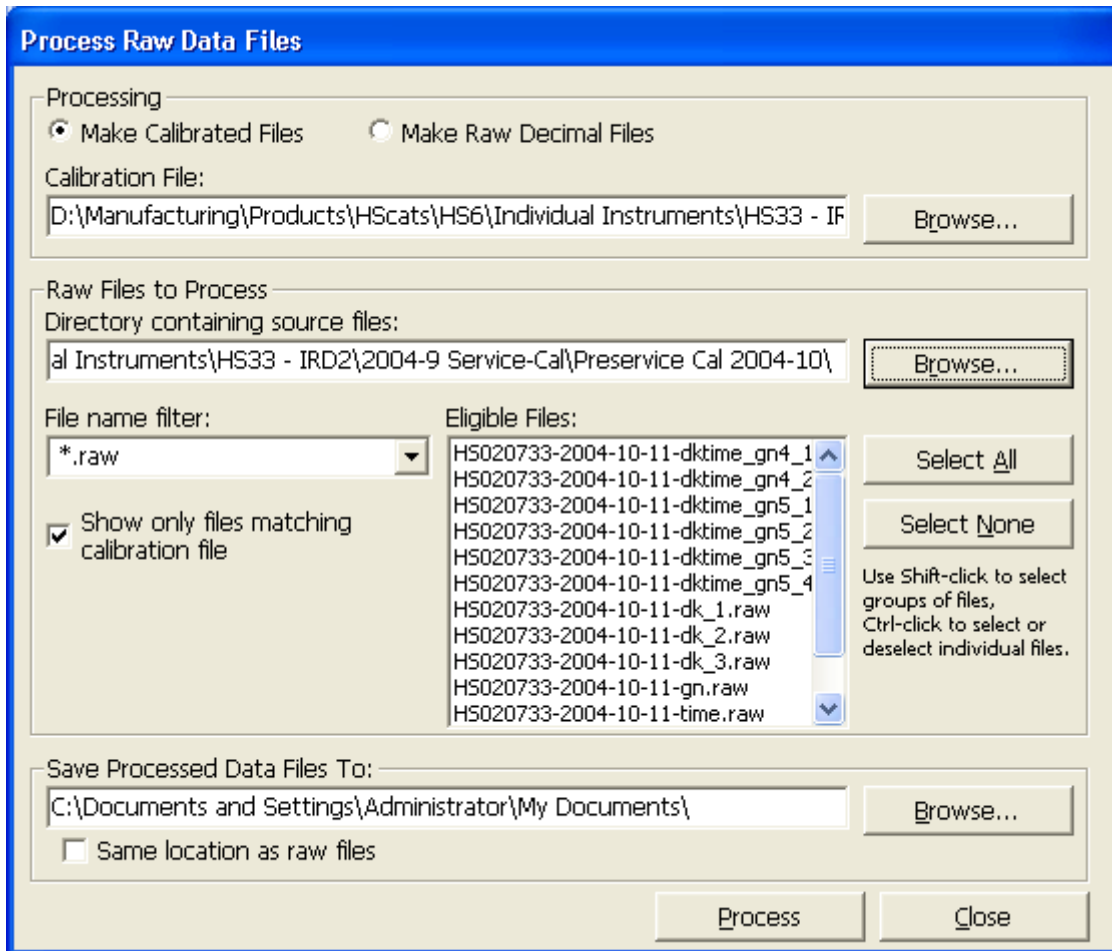 Process Raw Data Files
Processing
Make Calibrated Files
Make Raw Decimal Files
Calibration File:
D:\Manufacturing\Products\HScats\HS6\Individual Instruments\HS33 - IR
Browse...
Raw Files to Process
Directory containing source files:
al Instruments\HS33 - IRD2\2004-9 Service-Cal\Preservice Cal 2004-10\
Browse...
File name filter:
*.raw
Show only files matching
calibration file
Eligible Files:
HS020733-2004-10-11-dktime_gn4_1
HS020733-2004-10-11-dktime_gn4_2
HS020733-2004-10-11-dktime_gn5_1
HS020733-2004-10-11-dktime_gn5_2
HS020733-2004-10-11-dktime_gn5_3
HS020733-2004-10-11-dktime_gn5_4
HS020733-2004-10-11-dk_1.raw
HS020733-2004-10-11-dk_2.raw
HS020733-2004-10-11-dk_3.raw
HS020733-2004-10-11-gn.raw
HS020733-2004-10-11-time.raw
Select All
Select None
Use Shift-click to select
groups of files,
Ctrl-click to select or
deselect individual files.
Save Processed Data Files To:
C:\Documents and Settings\Administrator\My Documents\
Browse...
Same location as raw files
Process
Close